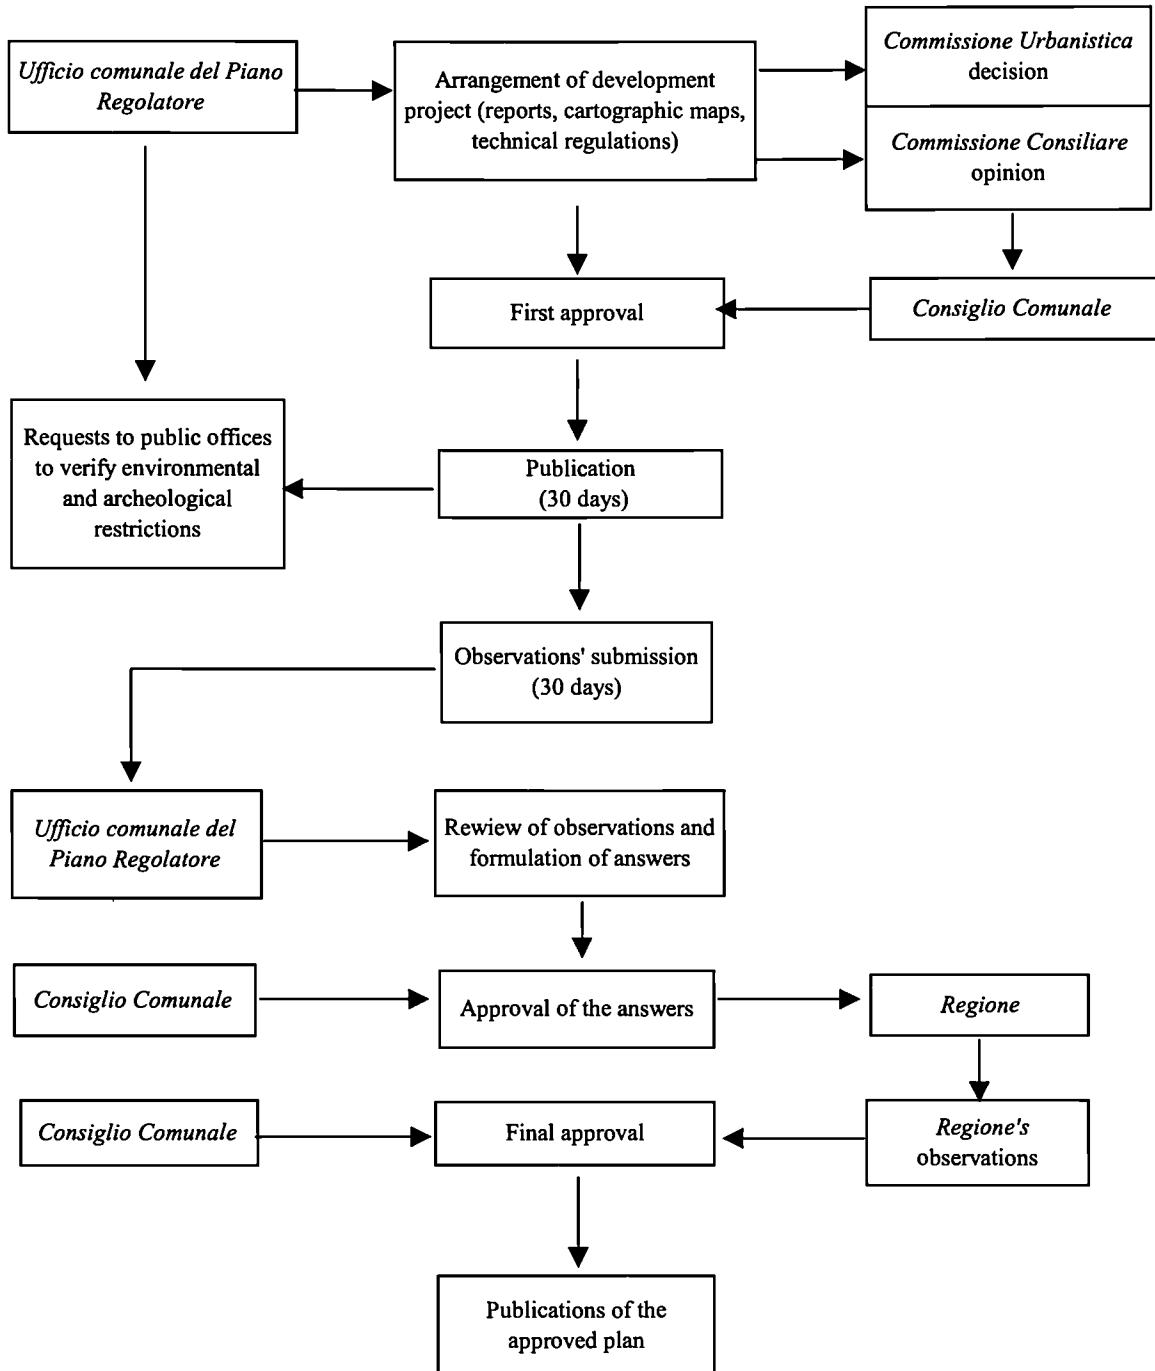 Ufficio comunale del Piano
Regolatore
Arrangement of development
project (reports, cartographic maps,
technical regulations)
Commissione Urbanistica
decision
Commissione Consiliare
opinion
First approval
Consiglio Comunale
Requests to public offices
to verify environmental
and archeological
restrictions
Publication
(30 days)
Observations' submission
(30 days)
Ufficio comunale del
Piano Regolatore
Rewiew of observations and
formulation of answers
Consiglio Comunale
Approval of the answers
Regione
Consiglio Comunale
Final approval
Regione's
observations
Publications of the
approved plan